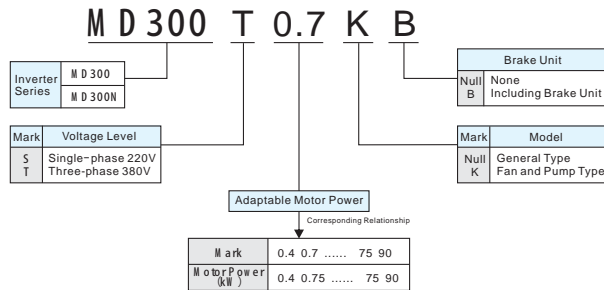 MD300 T 0.7 K B
Inverter Series
MD300
MD300N
Brake Unit
Null None
B Including Brake Unit
Mark Voltage Level
S Single-phase 220V
T Three-phase 380V
Mark Model
Null General Type
K Fan and Pump Type
Adaptable Motor Power
Corresponding Relationship
Mark 0.4 0.7 ...... 75 90
MotorPower (kW) 0.4 0.75 ...... 75 90